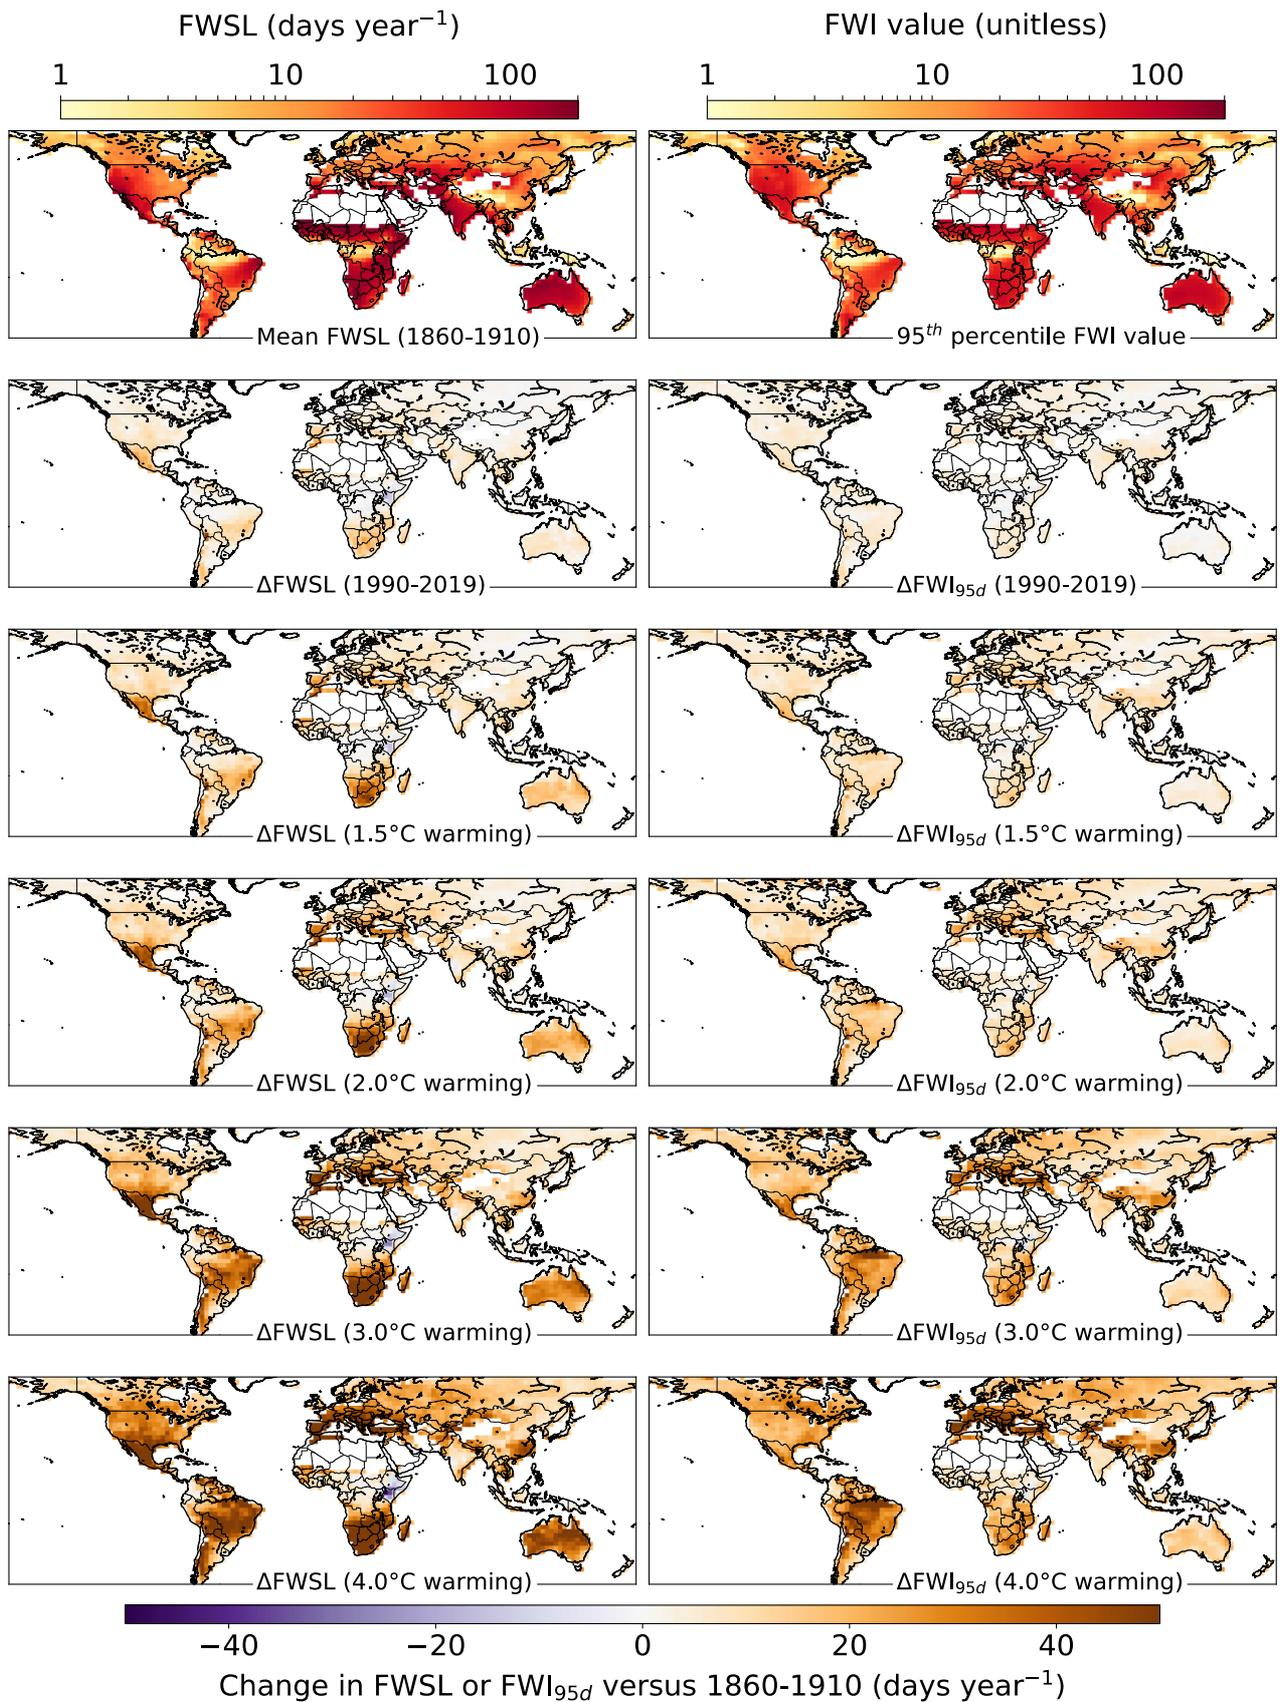 FWSL (days year⁻¹) FWI value (unitless)
1 10 100 1 10 100
Mean FWSL (1860-1910) 95ᵗʰ percentile FWI value
ΔFWSL (1990-2019) ΔFWI₉₅d (1990-2019)
ΔFWSL (1.5°C warming) ΔFWI₉₅d (1.5°C warming)
ΔFWSL (2.0°C warming) ΔFWI₉₅d (2.0°C warming)
ΔFWSL (3.0°C warming) ΔFWI₉₅d (3.0°C warming)
ΔFWSL (4.0°C warming) ΔFWI₉₅d (4.0°C warming)
−40 −20 0 20 40
Change in FWSL or FWI₉₅d versus 1860-1910 (days year⁻¹)